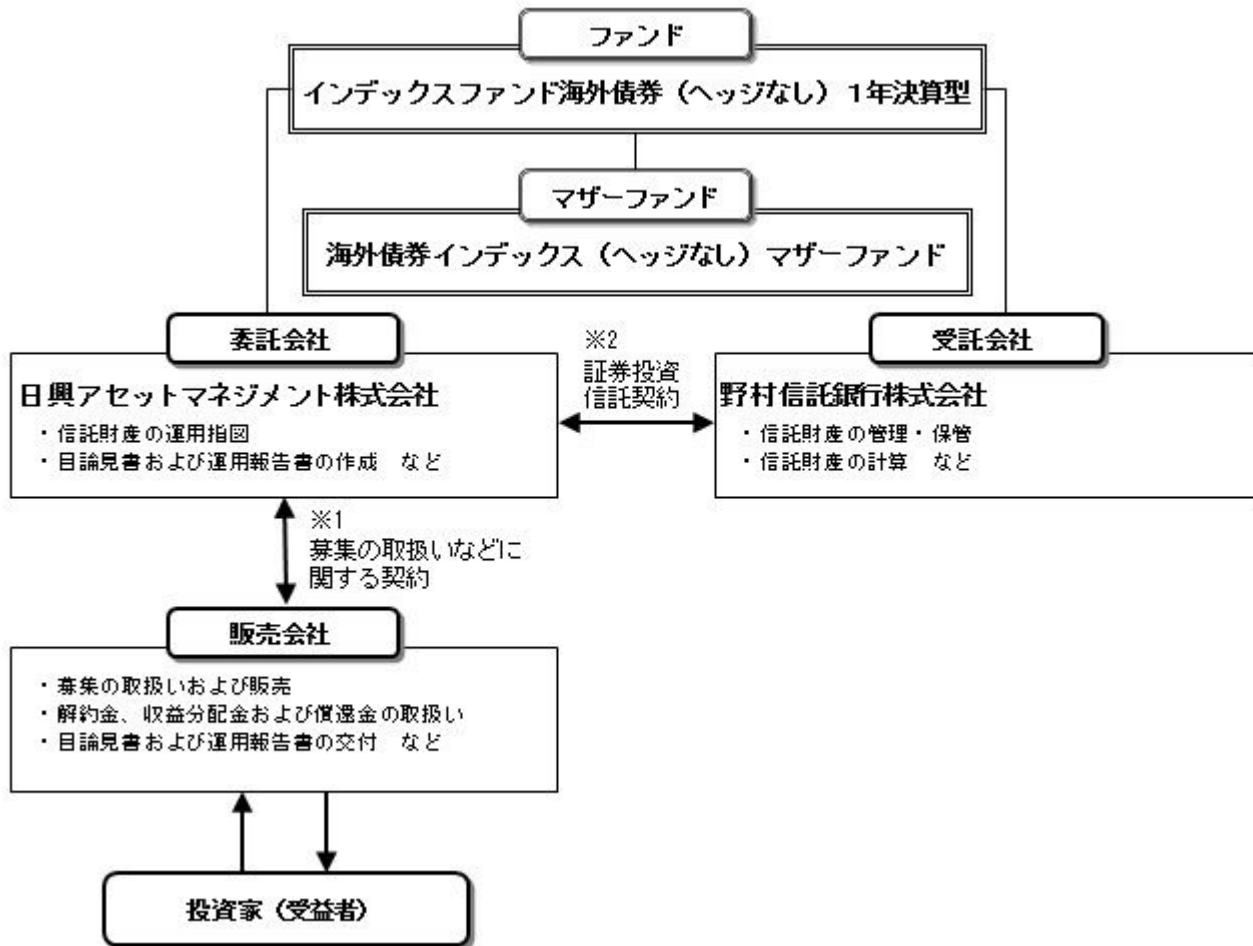 ファンド
インデックスファンド海外債券（ヘッジなし）１年決算型
マザーファンド
海外債券インデックス（ヘッジなし）マザーファンド
委託会社
日興アセットマネジメント株式会社
・信託財産の運用指図
・目論見書および運用報告書の作成　など
※2
証券投資
信託契約
受託会社
野村信託銀行株式会社
・信託財産の管理・保管
・信託財産の計算　など
※1
募集の取扱いなどに
関する契約
販売会社
・募集の取扱いおよび販売
・解約金、収益分配金および償還金の取扱い
・目論見書および運用報告書の交付　など
投資家（受益者）